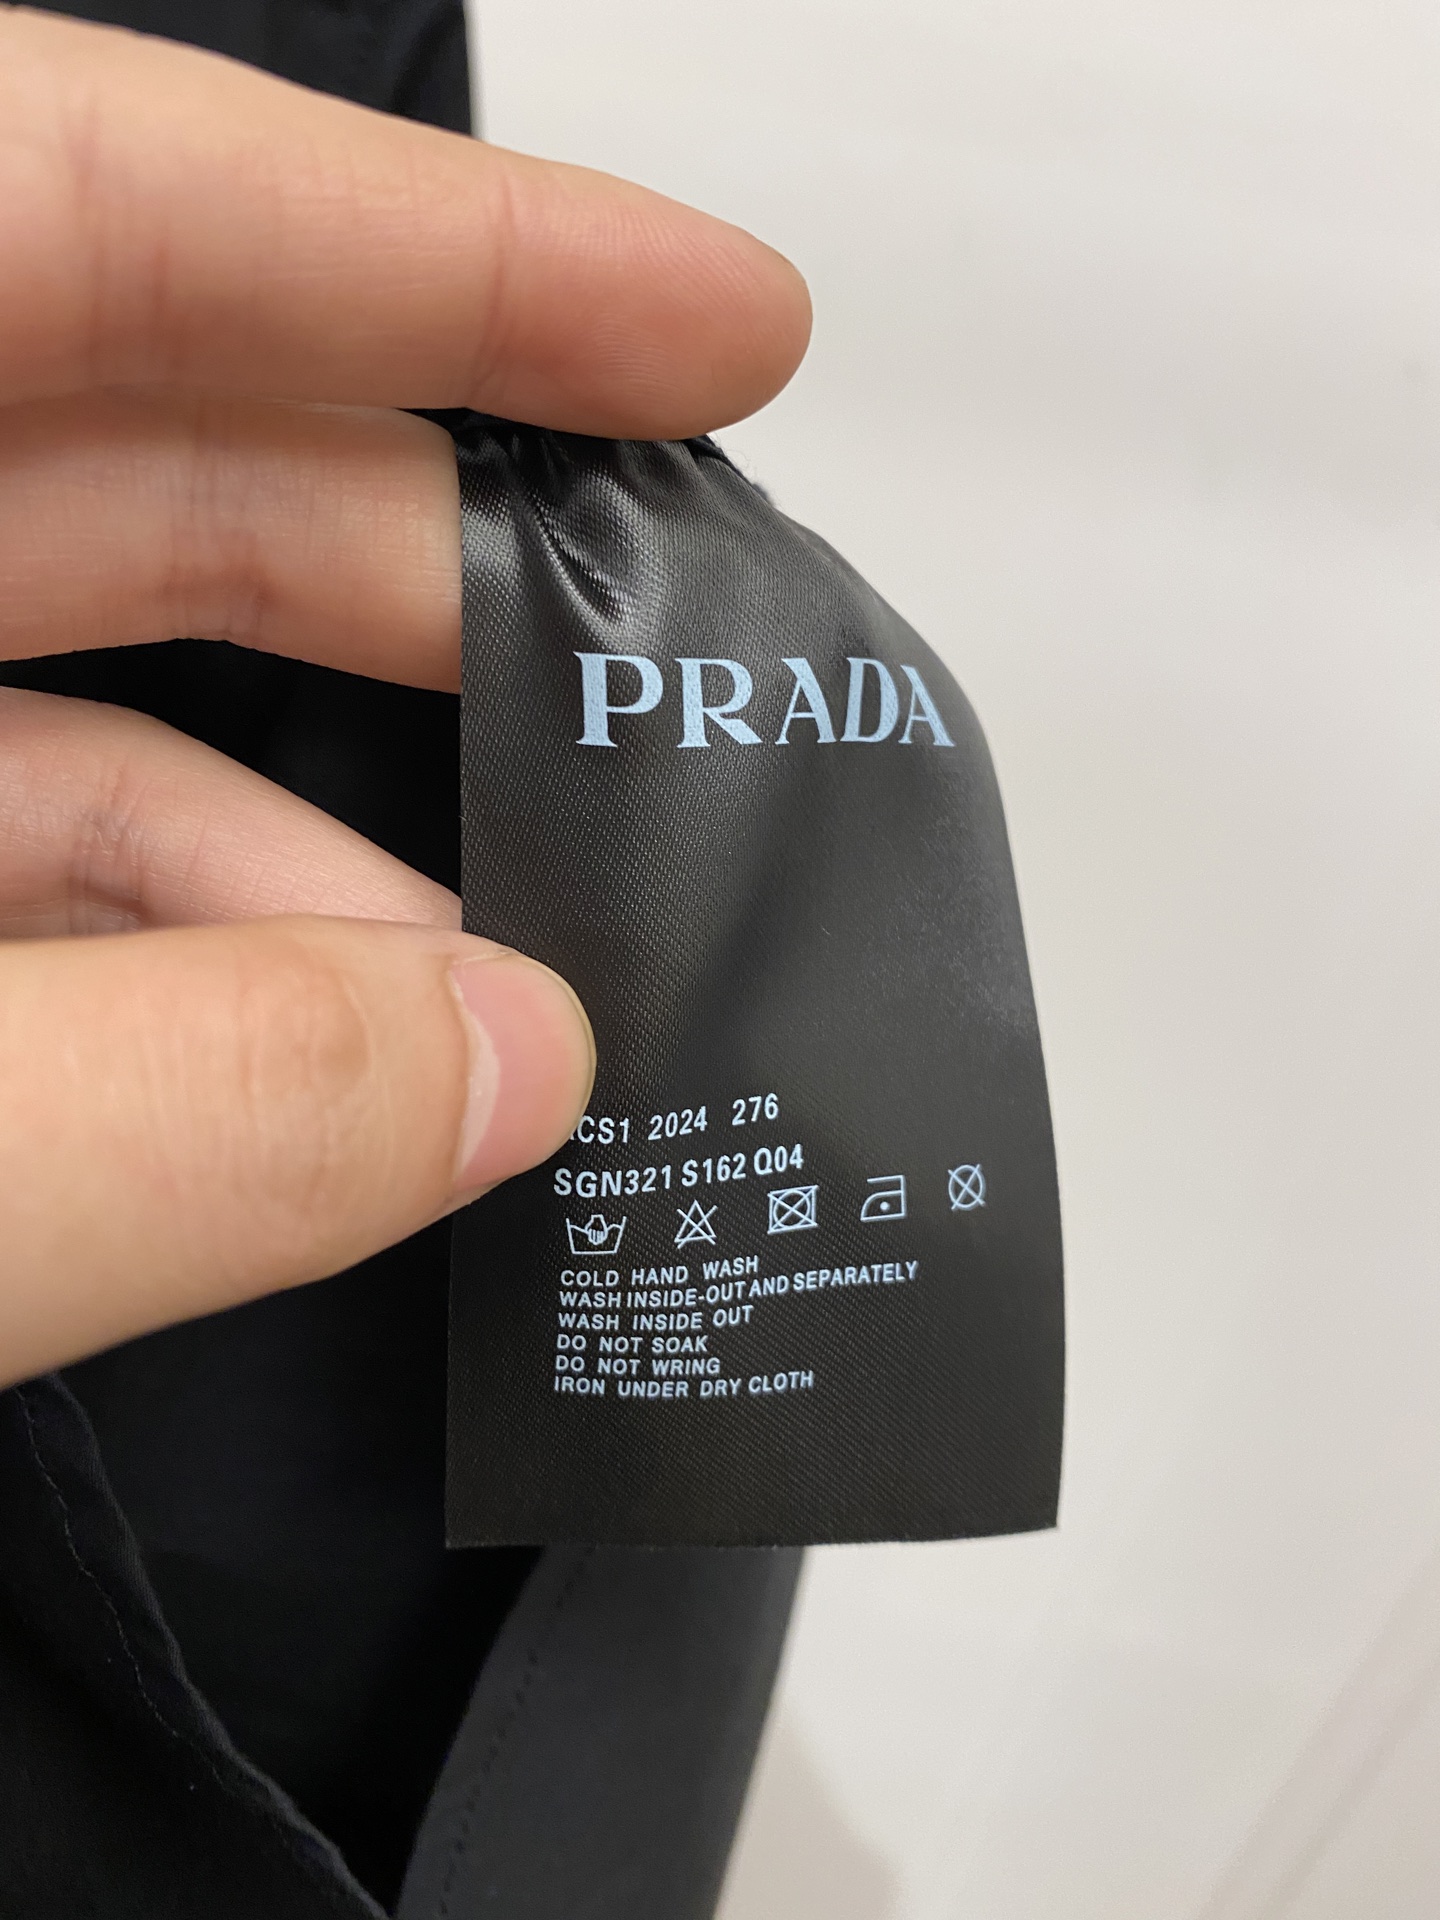 PRADA
CS1 2024 276
SGN321 S162 Q04
COLD HAND WASH
WASH INSIDE-OUT AND SEPARATELY
WASH INSIDE OUT
DO NOT SOAK
DO NOT WRING
IRON UNDER DRY CLOTH